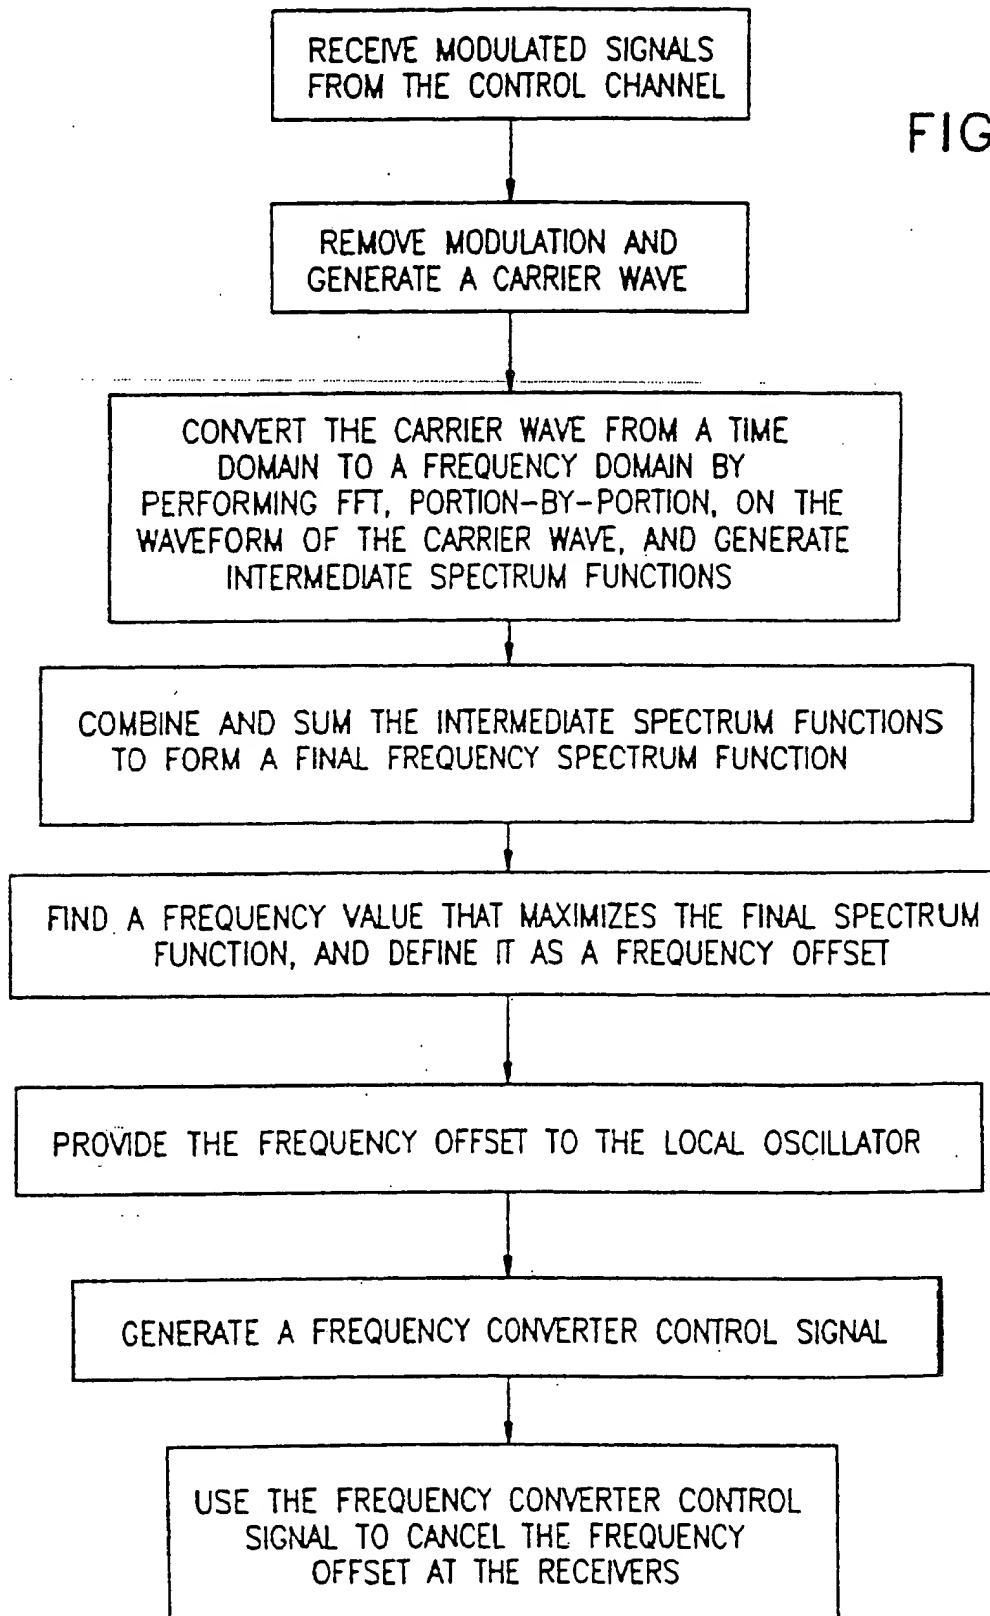 RECEIVE MODULATED SIGNALS
FROM THE CONTROL CHANNEL
FIG
REMOVE MODULATION AND
GENERATE A CARRIER WAVE
CONVERT THE CARRIER WAVE FROM A TIME
DOMAIN TO A FREQUENCY DOMAIN BY
PERFORMING FFT, PORTION-BY-PORTION, ON THE
WAVEFORM OF THE CARRIER WAVE, AND GENERATE
INTERMEDIATE SPECTRUM FUNCTIONS
COMBINE AND SUM THE INTERMEDIATE SPECTRUM FUNCTIONS
TO FORM A FINAL FREQUENCY SPECTRUM FUNCTION
FIND A FREQUENCY VALUE THAT MAXIMIZES THE FINAL SPECTRUM
FUNCTION, AND DEFINE IT AS A FREQUENCY OFFSET
PROVIDE THE FREQUENCY OFFSET TO THE LOCAL OSCILLATOR
GENERATE A FREQUENCY CONVERTER CONTROL SIGNAL
USE THE FREQUENCY CONVERTER CONTROL
SIGNAL TO CANCEL THE FREQUENCY
OFFSET AT THE RECEIVERS